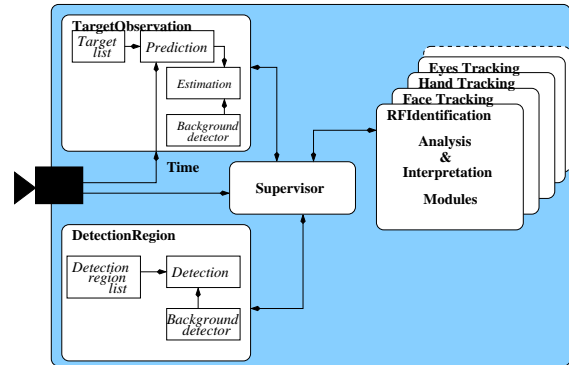 TargetObservation
Target
list
Prediction
Estimation
Background
detector
Time
Supervisor
DetectionRegion
Detection
region
list
Detection
Background
detector
Eyes Tracking
Hand Tracking
Face Tracking
RFIdentification
Analysis
&
Interpretation
Modules